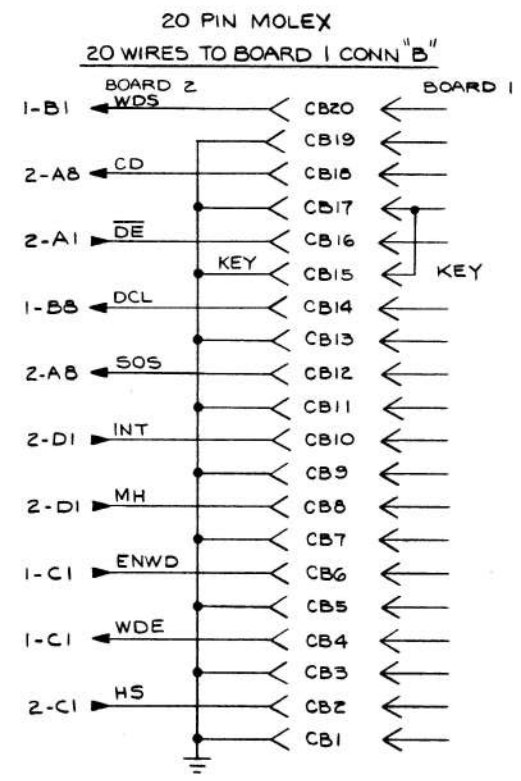 20 PIN MOLEX
20 WIRES TO BOARD 1 CONN "B"
BOARD 2 BOARD 1
1-B1 WDS CB20
CB19
2-A8 CD CB18
CB17
2-A1 DE CB16
KEY CB15 KEY
1-B8 DCL CB14
CB13
2-A8 SOS CB12
CB11
2-D1 INT CB10
CB9
2-D1 MH CB8
CB7
1-C1 ENWD CB6
CB5
1-C1 WDE CB4
CB3
2-C1 HS CB2
CB1